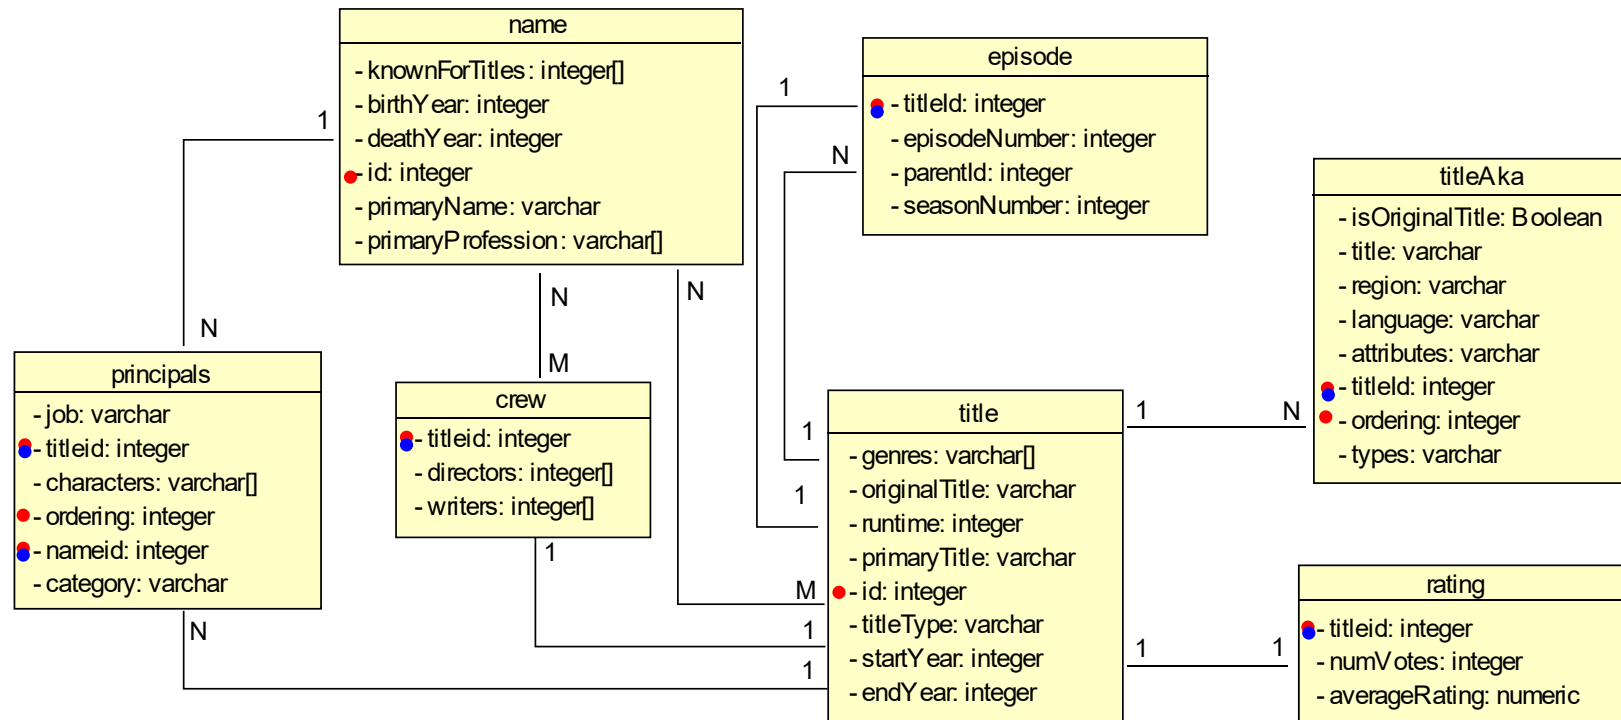 name
- knownForTitles: integer[]
- birthYear: integer
- deathYear: integer
- id: integer
- primaryName: varchar
- primaryProfession: varchar[]
episode
- titleId: integer
- episodeNumber: integer
- parentId: integer
- seasonNumber: integer
titleAka
- isOriginalTitle: Boolean
- title: varchar
- region: varchar
- language: varchar
- attributes: varchar
- titleId: integer
- ordering: integer
- types: varchar
principals
- job: varchar
- titleid: integer
- characters: varchar[]
- ordering: integer
- nameid: integer
- category: varchar
crew
- titleid: integer
- directors: integer[]
- writers: integer[]
title
- genres: varchar[]
- originalTitle: varchar
- runtime: integer
- primaryTitle: varchar
- id: integer
- titleType: varchar
- startYear: integer
- endYear: integer
rating
- titleid: integer
- numVotes: integer
- averageRating: numeric
1
N
N
M
N
M
1
1
N
1
1
N
1
1
N
1
1
1